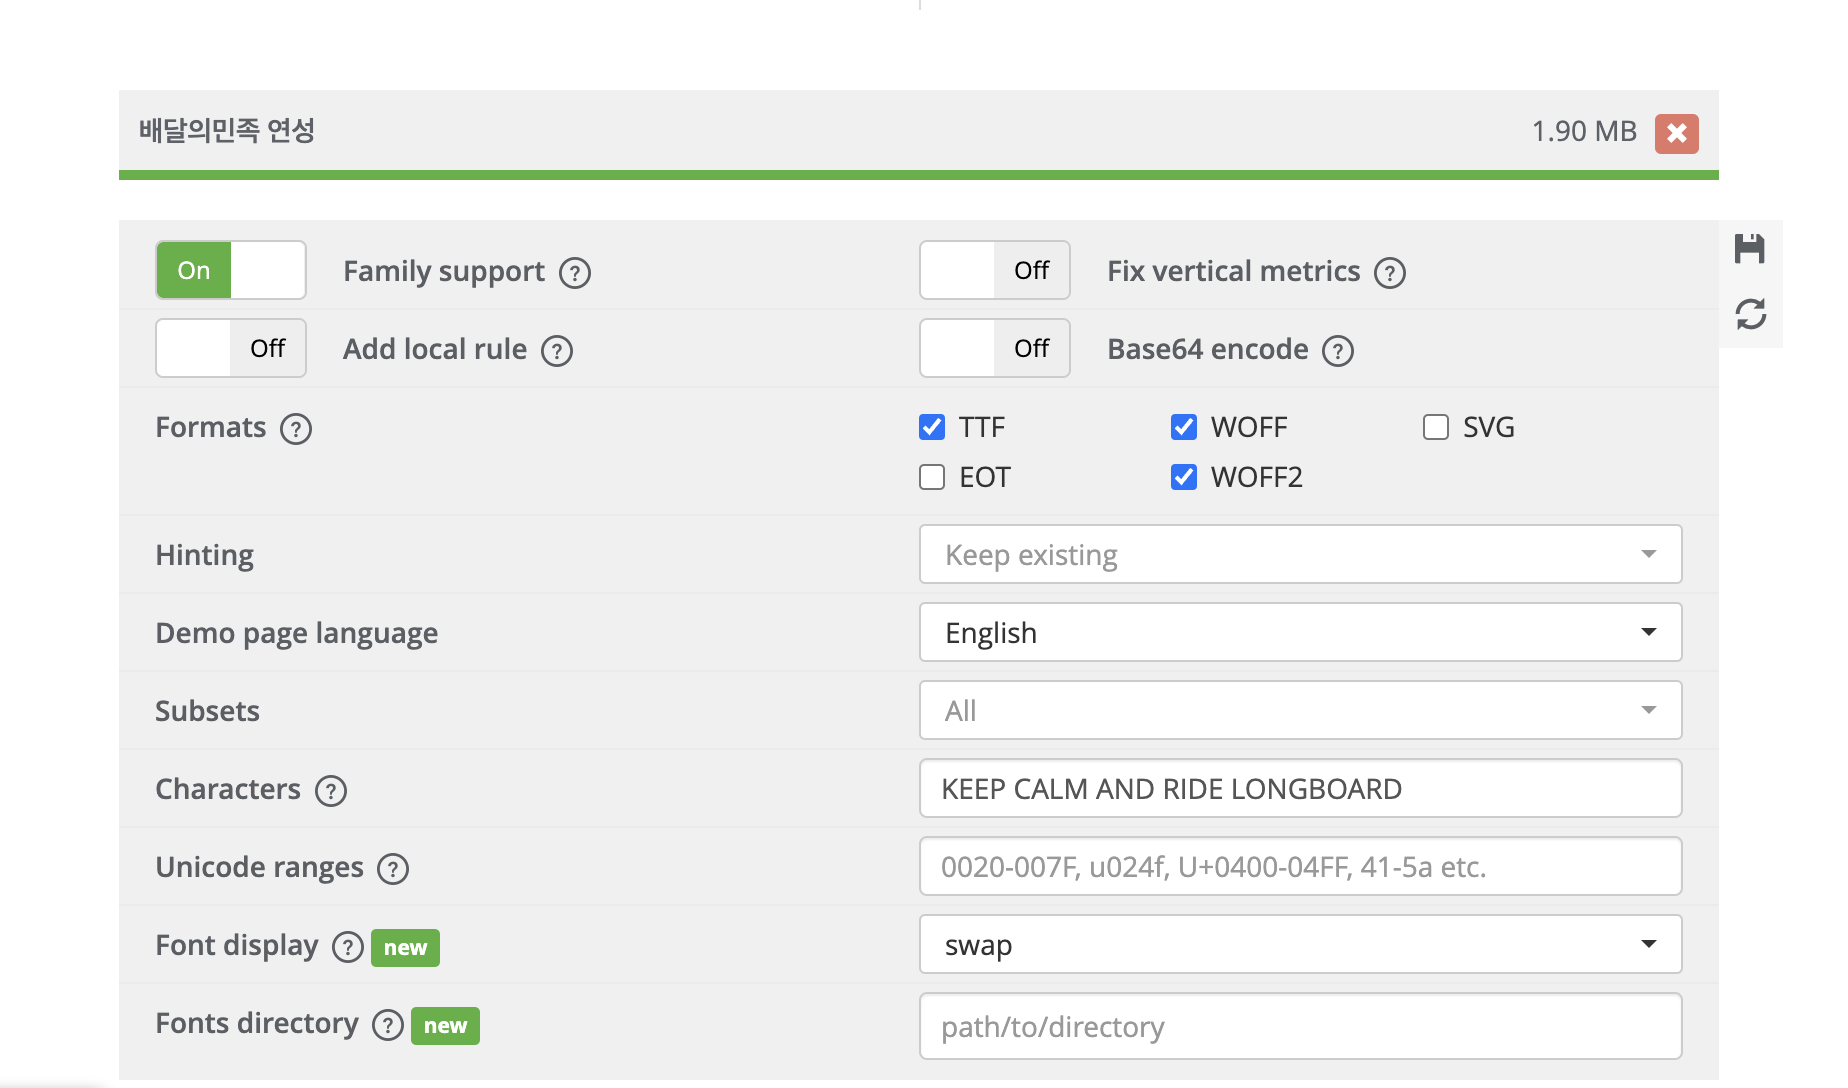 배달의민족 연성
1.90 MB
On
Family support ?
Off
Fix vertical metrics ?
Off
Add local rule ?
Off
Base64 encode ?
Formats ?
TTF
WOFF
SVG
EOT
WOFF2
Hinting
Keep existing
Demo page language
English
Subsets
All
Characters ?
KEEP CALM AND RIDE LONGBOARD
Unicode ranges ?
0020-007F, u024f, U+0400-04FF, 41-5a etc.
Font display ? new
swap
Fonts directory ? new
path/to/directory